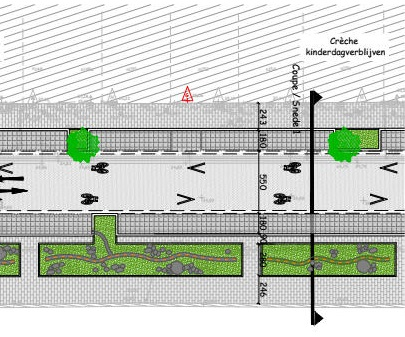 Crèche
kinderdagverblijven
Coupe / Snede 1
243
180
550
180
246